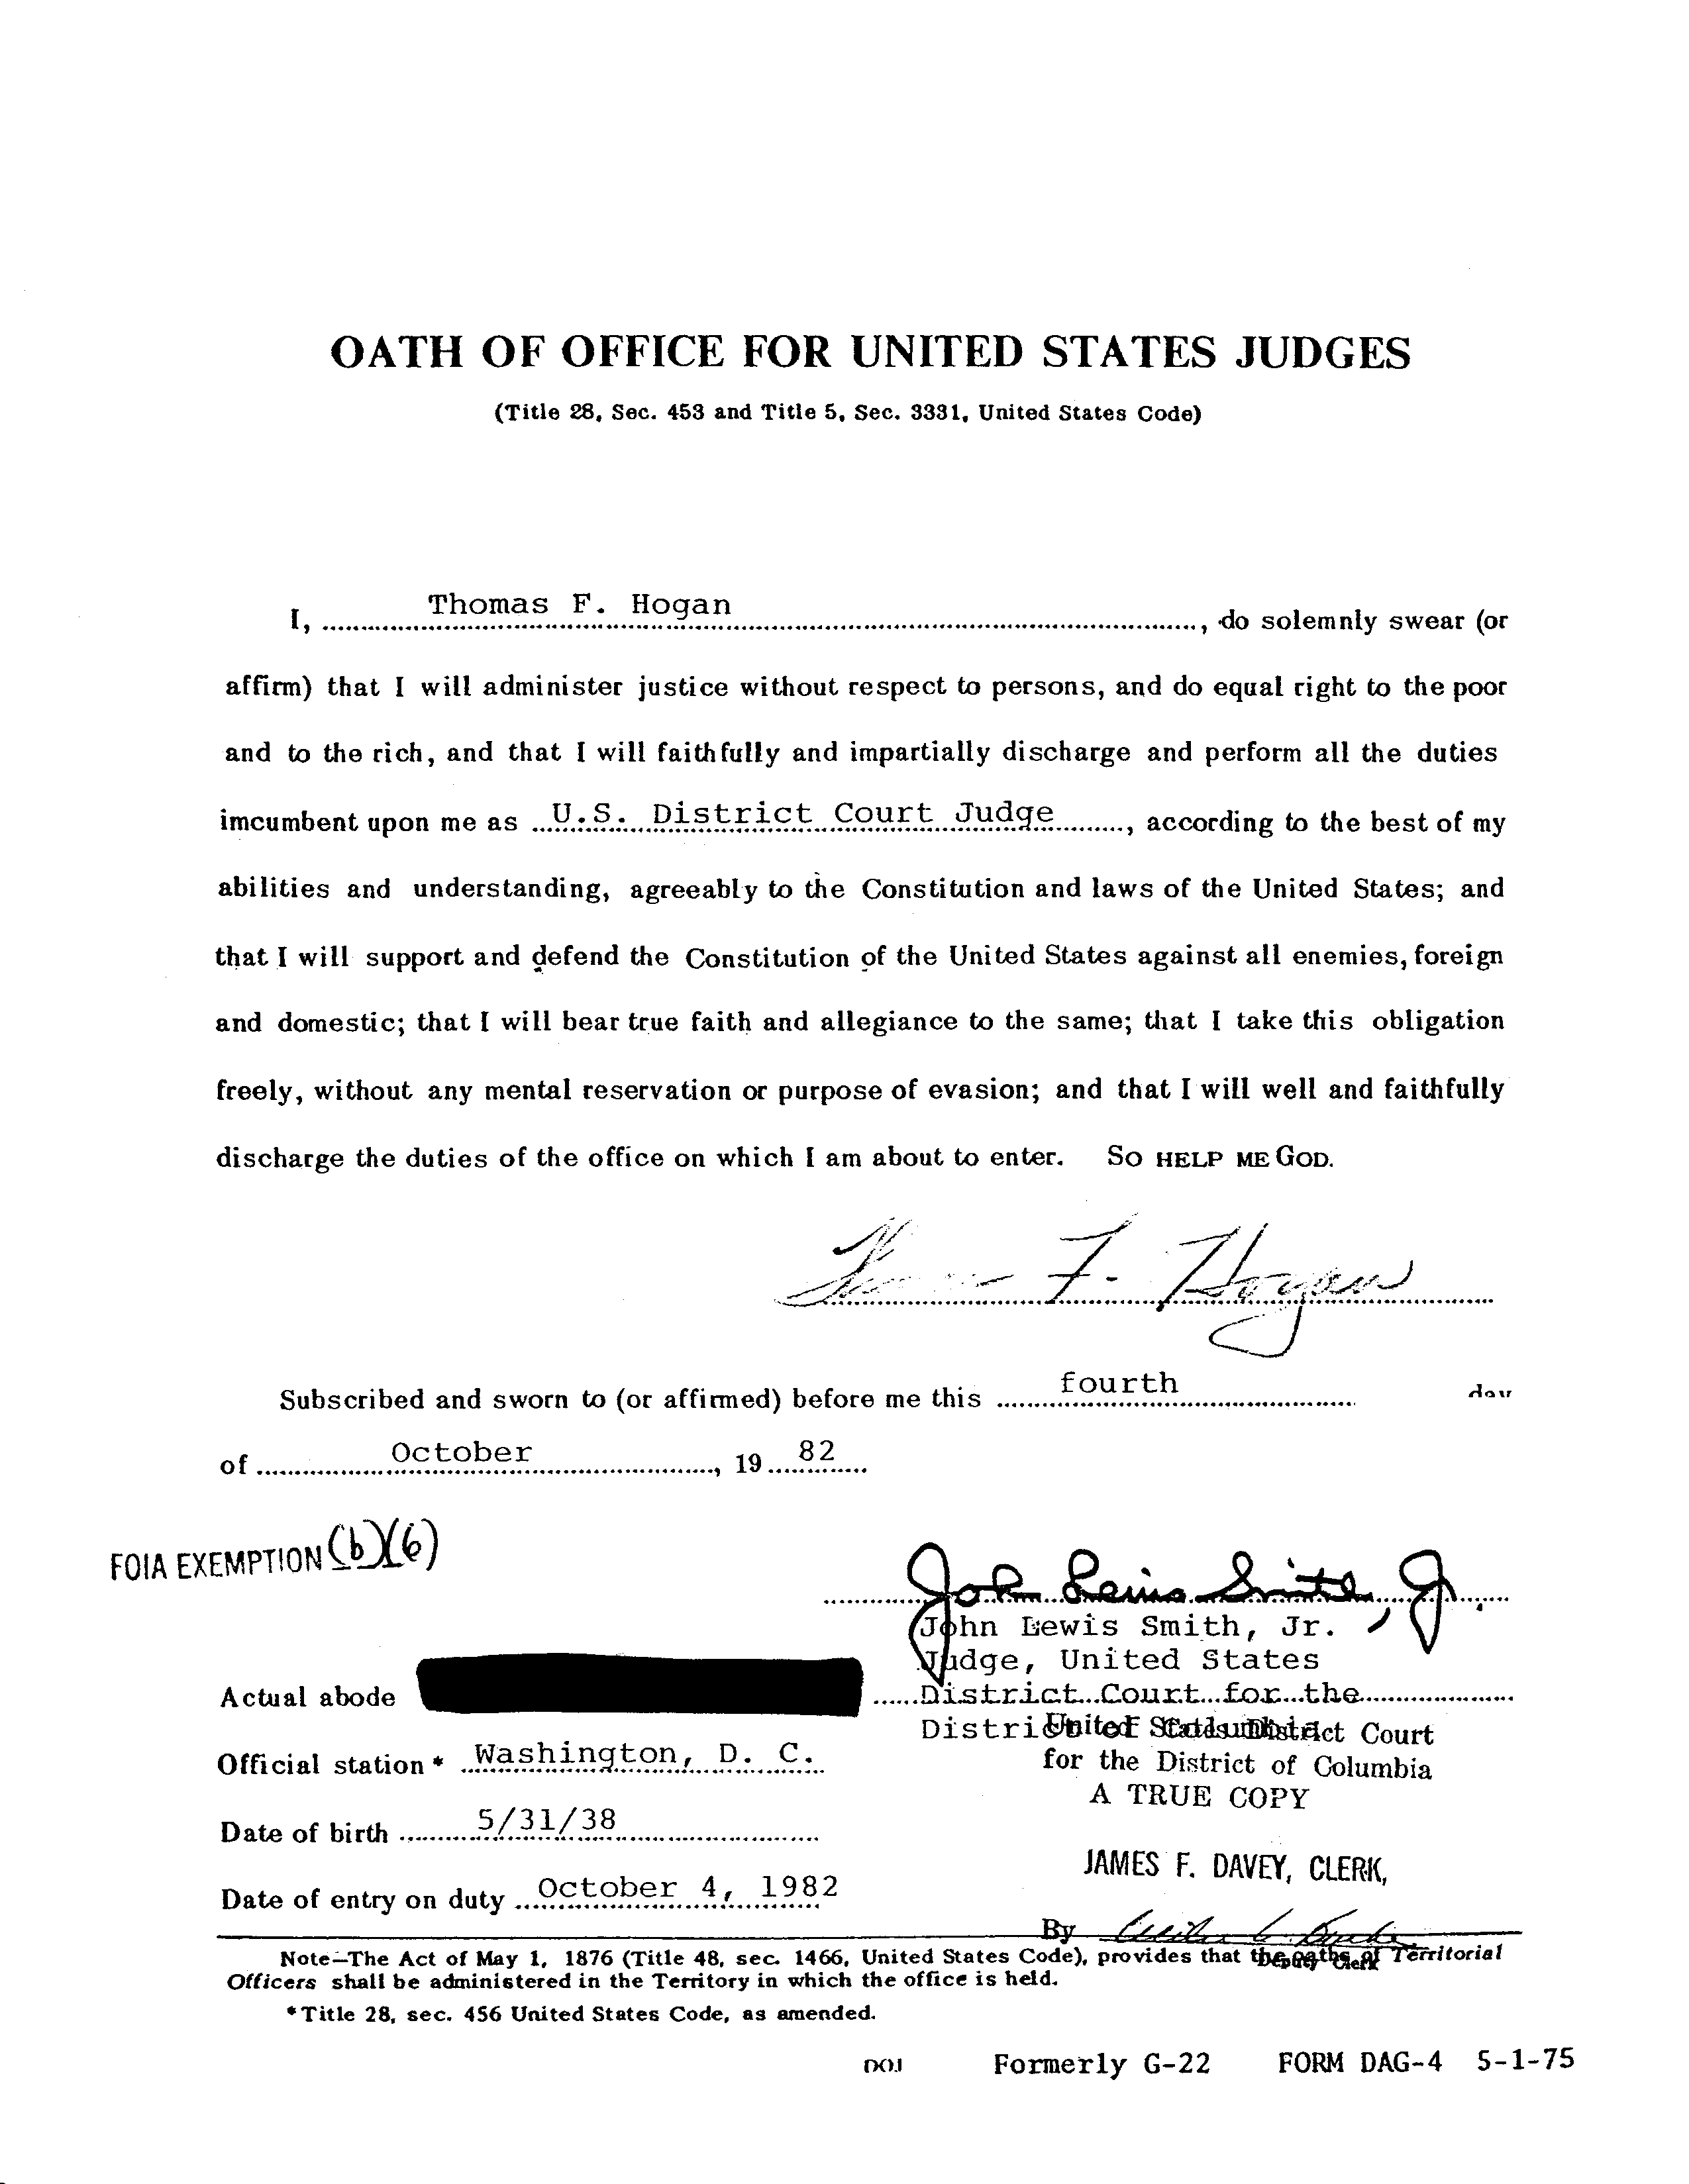 OATH OF OFFICE FOR UNITED STATES JUDGES
(Title 28, Sec. 453 and Title 5, Sec. 3331, United States Code)
I, Thomas F. Hogan, do solemnly swear (or
affirm) that I will administer justice without respect to persons, and do equal right to the poor
and to the rich, and that I will faithfully and impartially discharge and perform all the duties
imcumbent upon me as U.S. District Court Judge, according to the best of my
abilities and understanding, agreeably to the Constitution and laws of the United States; and
that I will support and defend the Constitution of the United States against all enemies, foreign
and domestic; that I will bear true faith and allegiance to the same; that I take this obligation
freely, without any mental reservation or purpose of evasion; and that I will well and faithfully
discharge the duties of the office on which I am about to enter. SO HELP ME GOD.
Thomas F. Hogan
Subscribed and sworn to (or affirmed) before me this fourth day
of October, 19 82
FOIA EXEMPTION (b)(6)
John Lewis Smith, Jr.
John Lewis Smith, Jr.
Judge, United States
Actual abode
District Court for the
District of Columbia
United States District Court
for the District of Columbia
A TRUE COPY
Official station * Washington, D. C.
Date of birth 5/31/38
JAMES F. DAVEY, CLERK,
Date of entry on duty October 4, 1982
By
Deputy Clerk
Note—The Act of May 1, 1876 (Title 48, sec. 1466, United States Code), provides that the oaths of Territorial
Officers shall be administered in the Territory in which the office is held.
*Title 28, sec. 456 United States Code, as amended.
DOJ Formerly G-22 FORM DAG-4 5-1-75